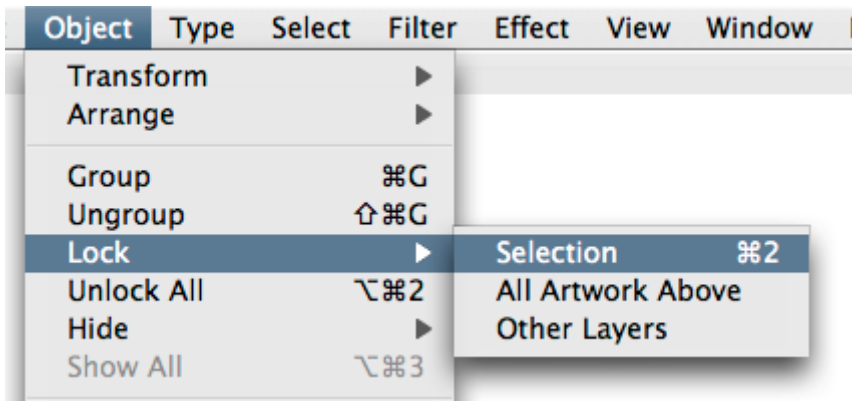 Object Type Select Filter Effect View Window
Transform ▶
Arrange ▶
Group ⌘G
Ungroup ⇧⌘G
Lock ▶
Selection ⌘2
Unlock All ⌥⌘2
All Artwork Above
Hide ▶
Other Layers
Show All ⌥⌘3